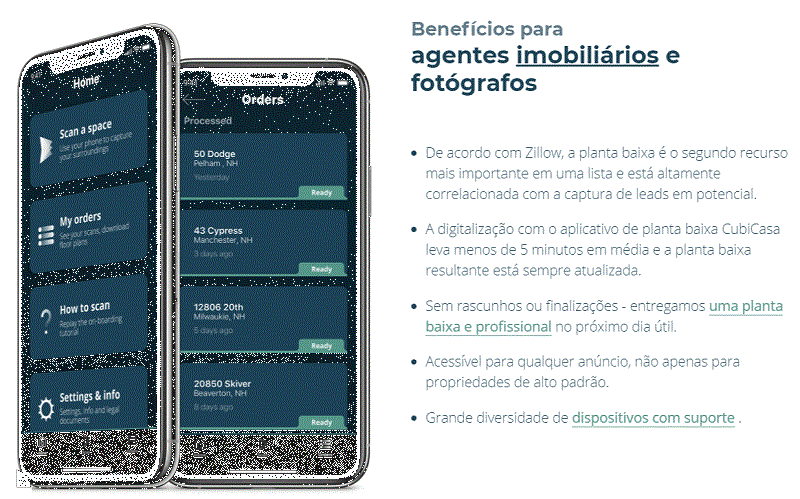 Home
Scan a space
Use your phone to capture
your surroundings
My orders
See your scans, download
floor plans
How to scan
Replay the on-boarding
tutorial
Settings & info
Settings, info and legal
documents
Orders
Processed
50 Dodge
Pelham , NH
Yesterday
Ready
43 Cypress
Manchester, NH
3 days ago
Ready
12806 20th
Milwaukie, NH
5 days ago
Ready
20850 Skiver
Beaverton, NH
8 days ago
Ready
Benefícios para
agentes imobiliários e
fotógrafos
De acordo com Zillow, a planta baixa é o segundo recurso
mais importante em uma lista e está altamente
correlacionada com a captura de leads em potencial.
A digitalização com o aplicativo de planta baixa CubiCasa
leva menos de 5 minutos em média e a planta baixa
resultante está sempre atualizada.
Sem rascunhos ou finalizações - entregamos uma planta
baixa e profissional no próximo dia útil.
Acessível para qualquer anúncio, não apenas para
propriedades de alto padrão.
Grande diversidade de dispositivos com suporte .